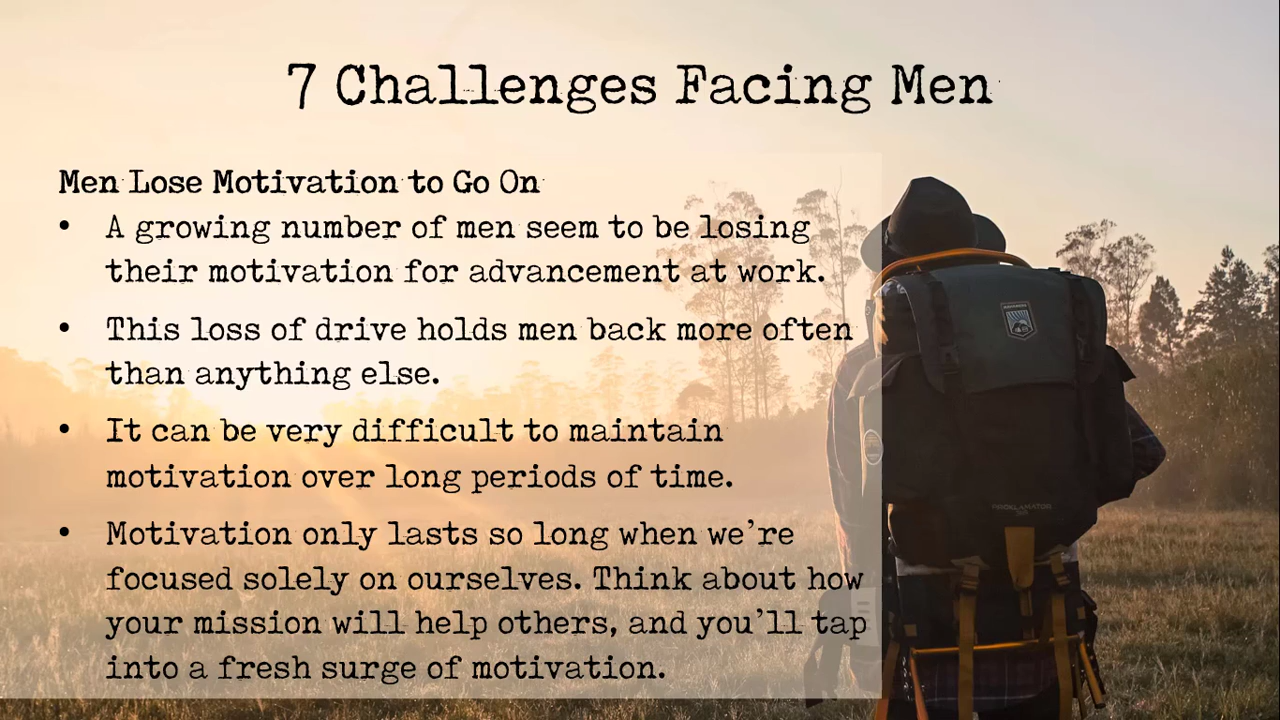 7 Challenges Facing Men
Men Lose Motivation to Go On
• A growing number of men seem to be losing
their motivation for advancement at work.
• This loss of drive holds men back more often
than anything else.
• It can be very difficult to maintain
motivation over long periods of time.
• Motivation only lasts so long when we’re
focused solely on ourselves. Think about how
your mission will help others, and you’ll tap
into a fresh surge of motivation.